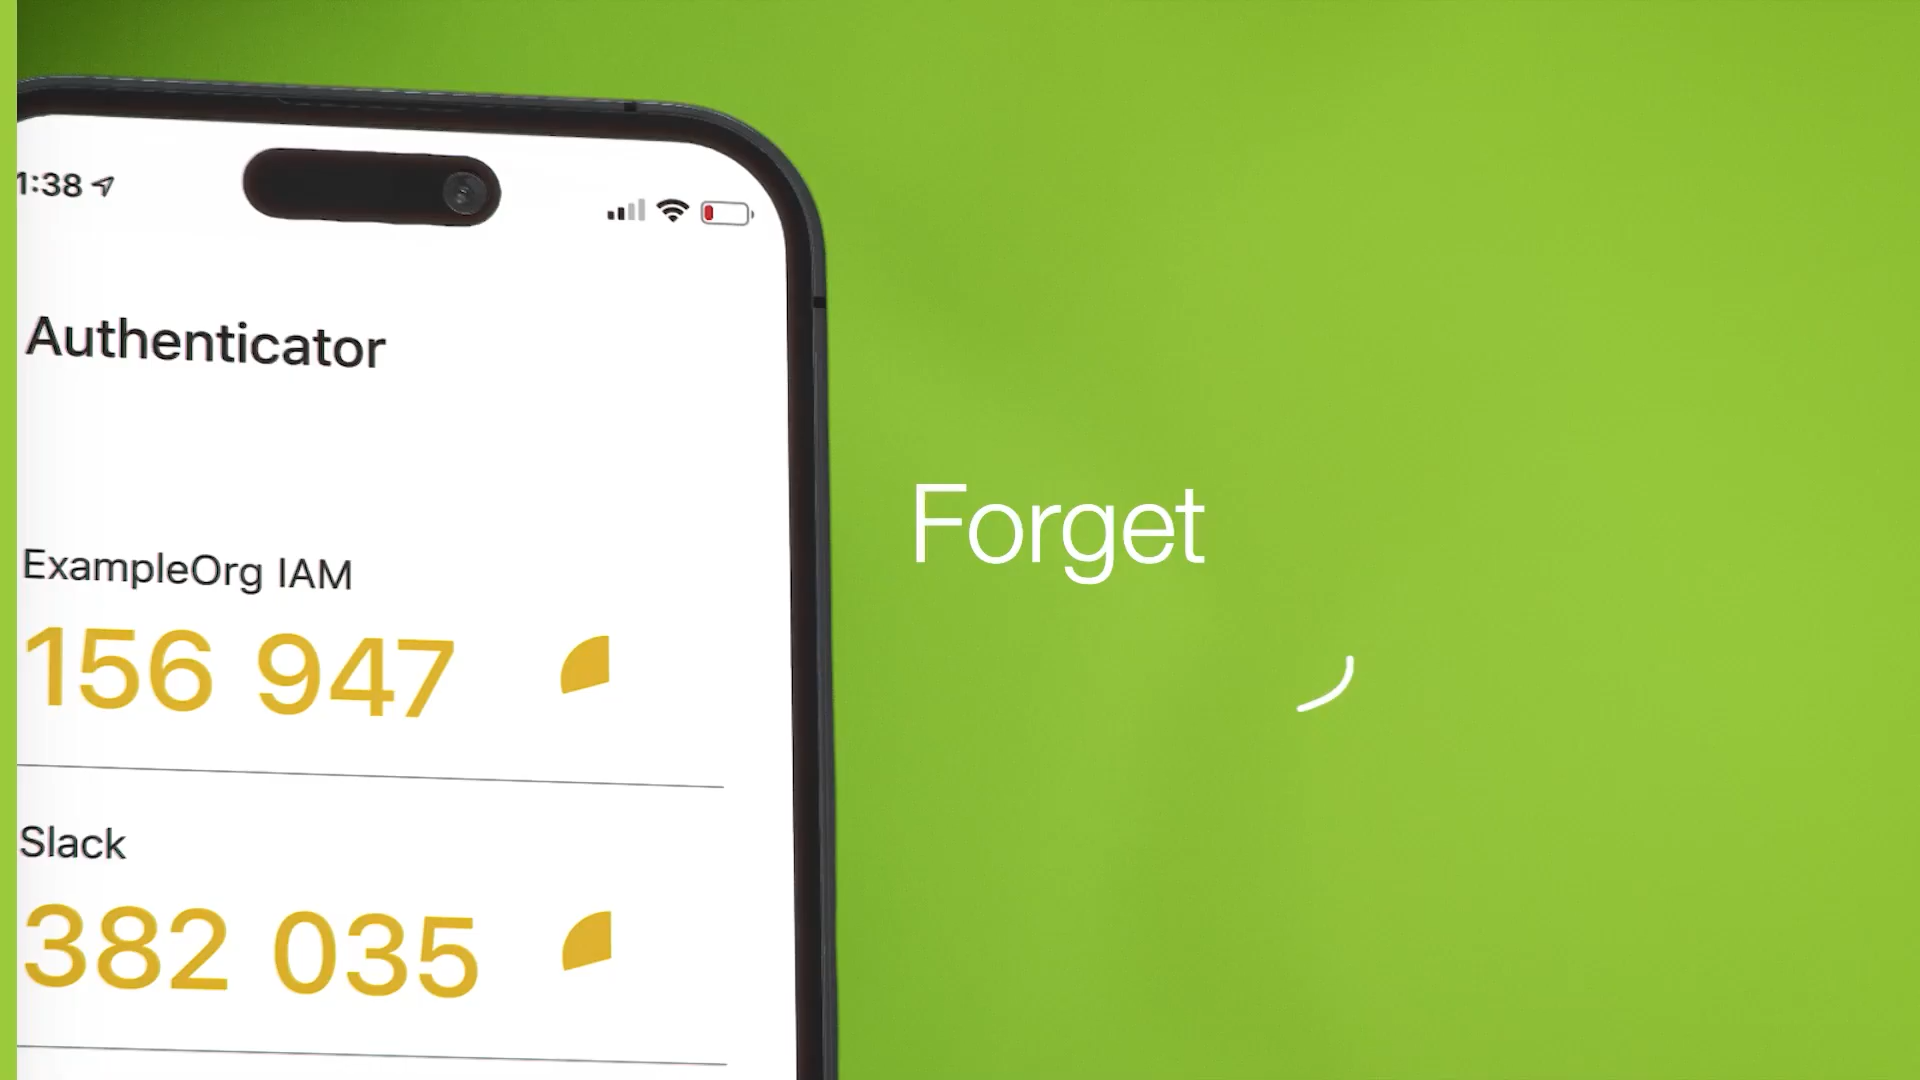 1:38
Authenticator
ExampleOrg IAM
156 947
Slack
382 035
Forget